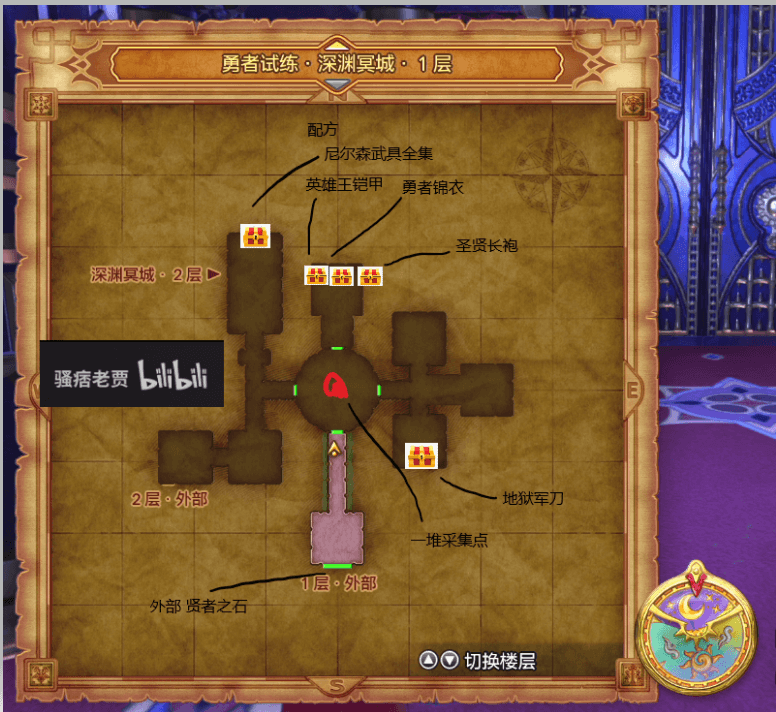 勇者试练·深渊冥城·1层
N
配方
尼尔森武具全集
英雄王铠甲
勇者锦衣
圣贤长袍
深渊冥城·2层
骚痞老贾 bilibili
E
2层·外部
地狱军刀
一堆采集点
1层·外部
外部 贤者之石
切换楼层
S